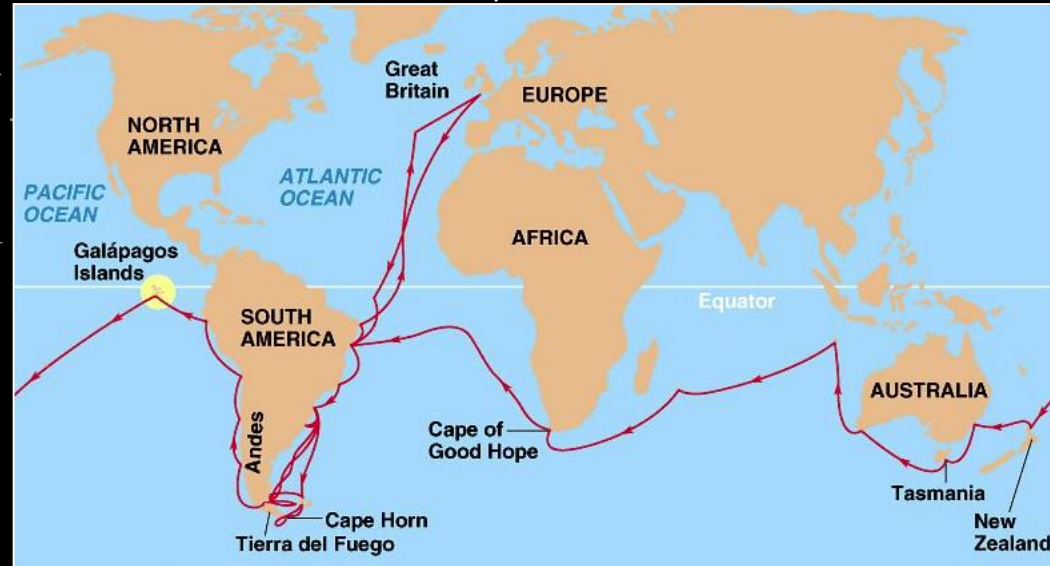 Great
Britain
EUROPE
NORTH
AMERICA
ATLANTIC
OCEAN
PACIFIC
OCEAN
AFRICA
Galápagos
Islands
Equator
SOUTH
AMERICA
AUSTRALIA
Andes
Cape of
Good Hope
Tasmania
Cape Horn
Tierra del Fuego
New
Zealand